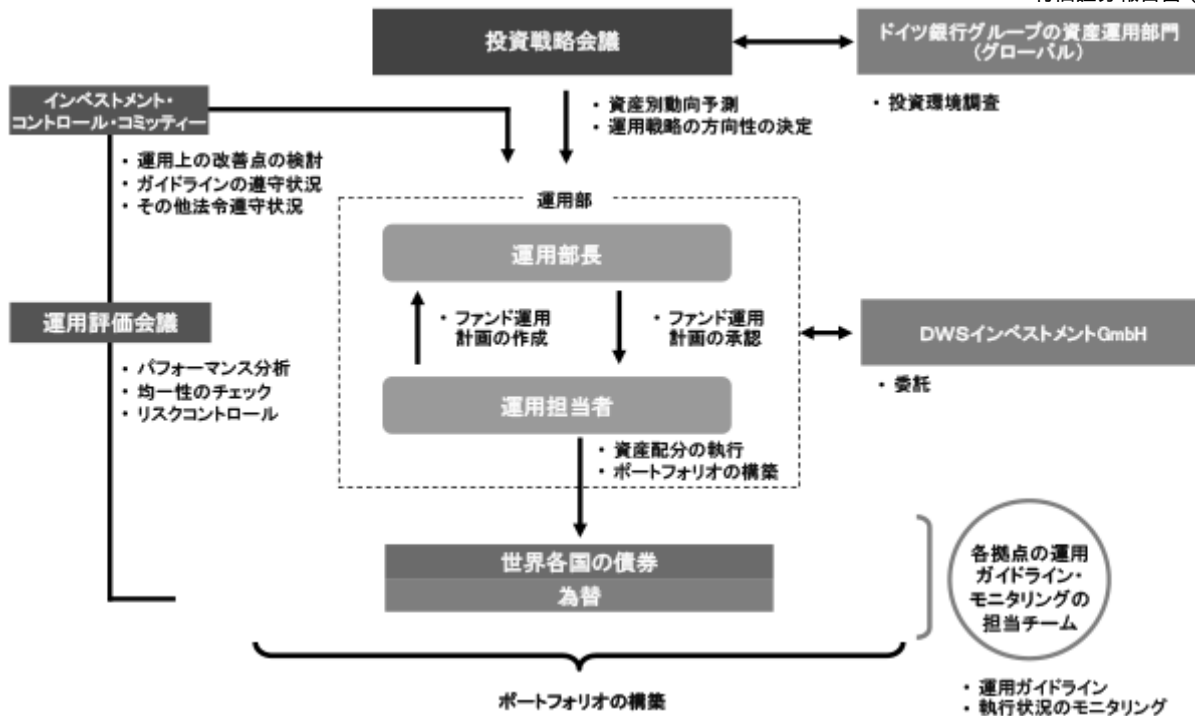 投資戦略会議
ドイツ銀行グループの資産運用部門
(グローバル)
・投資環境調査
・資産別動向予測
・運用戦略の方向性の決定
インベストメント・
コントロール・コミッティー
・運用上の改善点の検討
・ガイドラインの遵守状況
・その他法令遵守状況
運用部
運用部長
・ファンド運用
計画の作成
・ファンド運用
計画の承認
運用担当者
・資産配分の執行
・ポートフォリオの構築
運用評価会議
・パフォーマンス分析
・均一性のチェック
・リスクコントロール
DWSインベストメントGmbH
・委託
世界各国の債券
為替
各拠点の運用
ガイドライン・
モニタリングの
担当チーム
・運用ガイドライン
・執行状況のモニタリング
ポートフォリオの構築